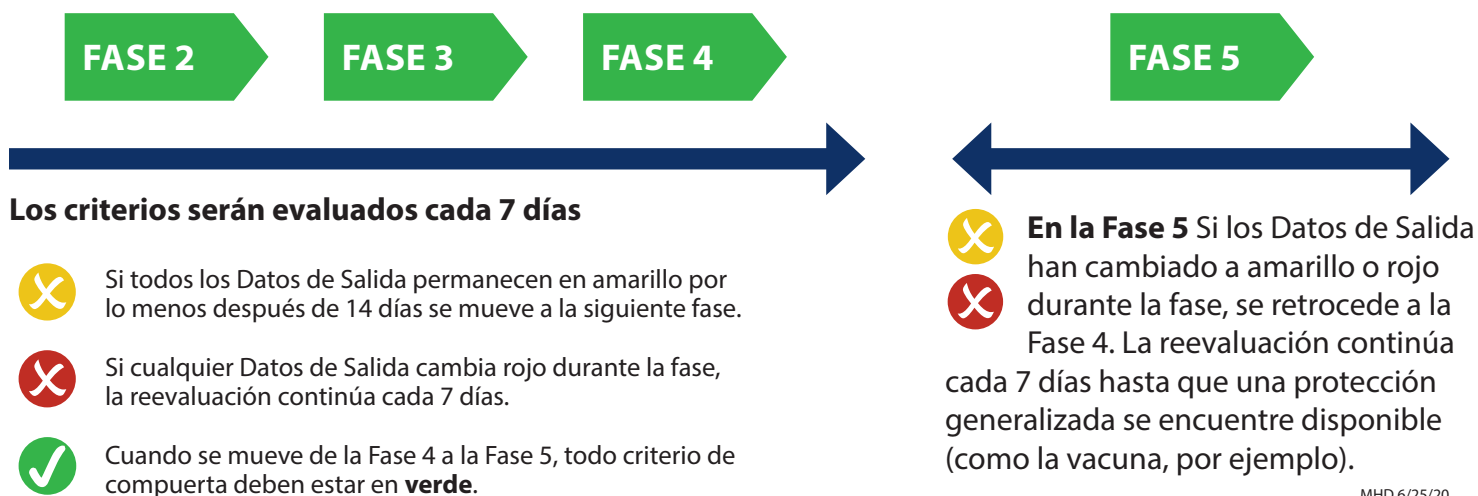 FASE 2
FASE 3
FASE 4
FASE 5
Los criterios serán evaluados cada 7 días
Si todos los Datos de Salida permanecen en amarillo por
lo menos después de 14 días se mueve a la siguiente fase.
Si cualquier Datos de Salida cambia rojo durante la fase,
la reevaluación continúa cada 7 días.
Cuando se mueve de la Fase 4 a la Fase 5, todo criterio de
compuerta deben estar en verde.
En la Fase 5 Si los Datos de Salida
han cambiado a amarillo o rojo
durante la fase, se retrocede a la
Fase 4. La reevaluación continúa
cada 7 días hasta que una protección
generalizada se encuentre disponible
(como la vacuna, por ejemplo).
MHD 6/25/20